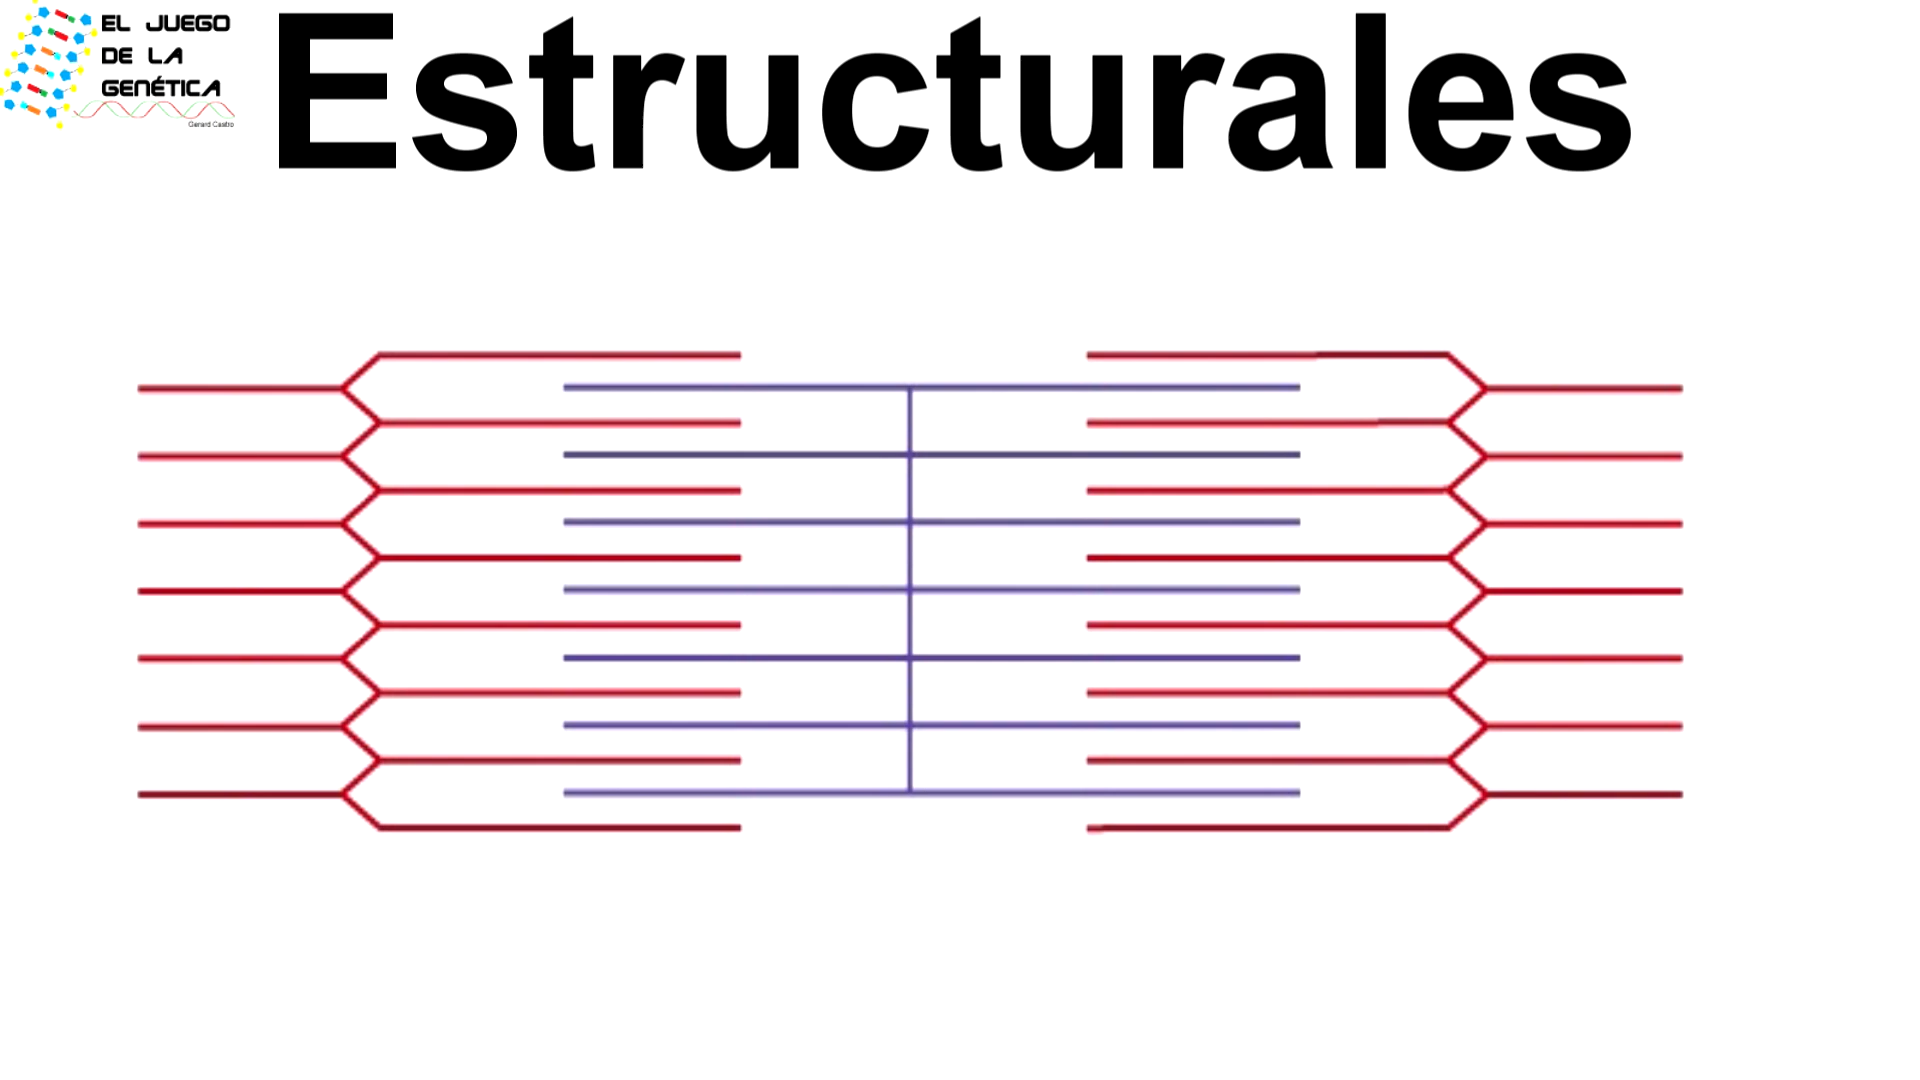 EL JUEGO
DE LA
GENÉTICA
Gerard Castro
Estructurales